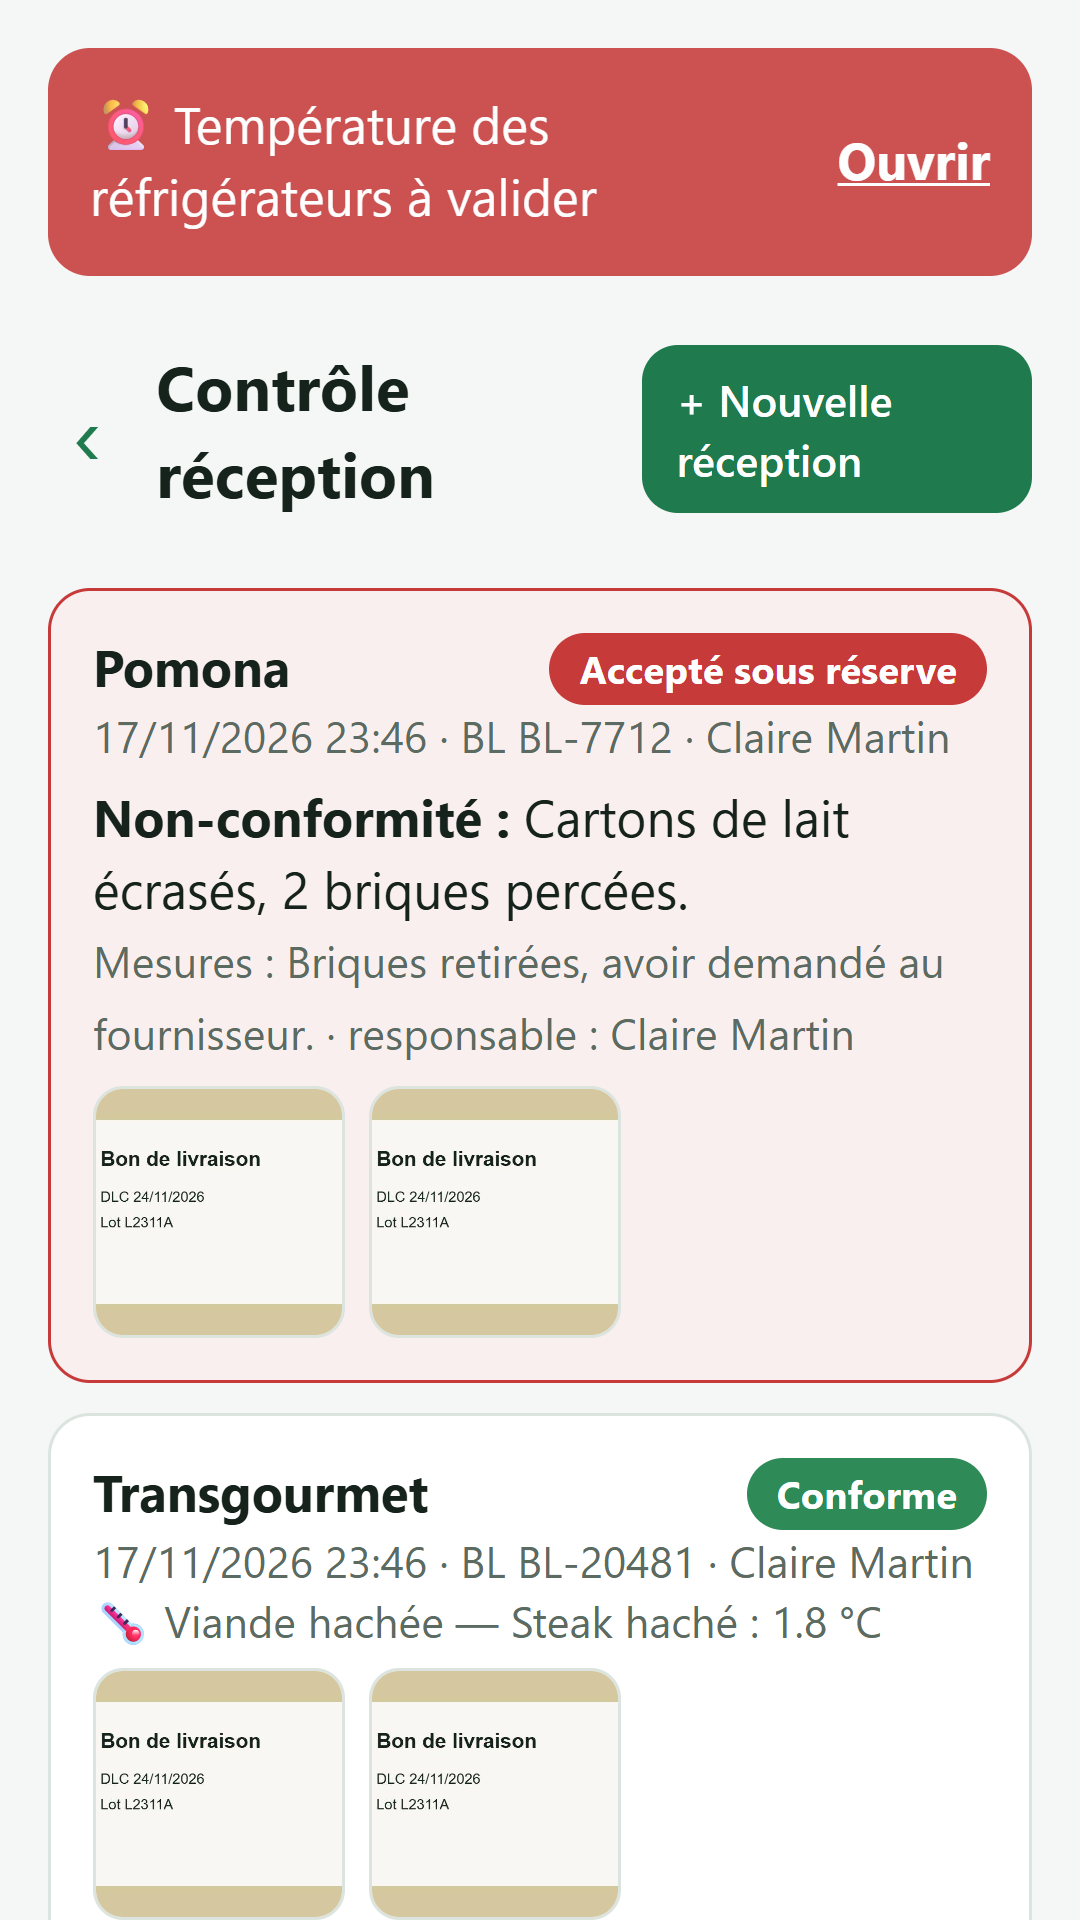 ⏰ Température des
réfrigérateurs à valider
Ouvrir
‹
Contrôle
réception
+ Nouvelle
réception
Pomona
Accepté sous réserve
17/11/2026 23:46 · BL BL-7712 · Claire Martin
Non-conformité : Cartons de lait
écrasés, 2 briques percées.
Mesures : Briques retirées, avoir demandé au
fournisseur. · responsable : Claire Martin
Bon de livraison
DLC 24/11/2026
Lot L2311A
Bon de livraison
DLC 24/11/2026
Lot L2311A
Transgourmet
Conforme
17/11/2026 23:46 · BL BL-20481 · Claire Martin
🌡️ Viande hachée — Steak haché : 1.8 °C
Bon de livraison
DLC 24/11/2026
Lot L2311A
Bon de livraison
DLC 24/11/2026
Lot L2311A